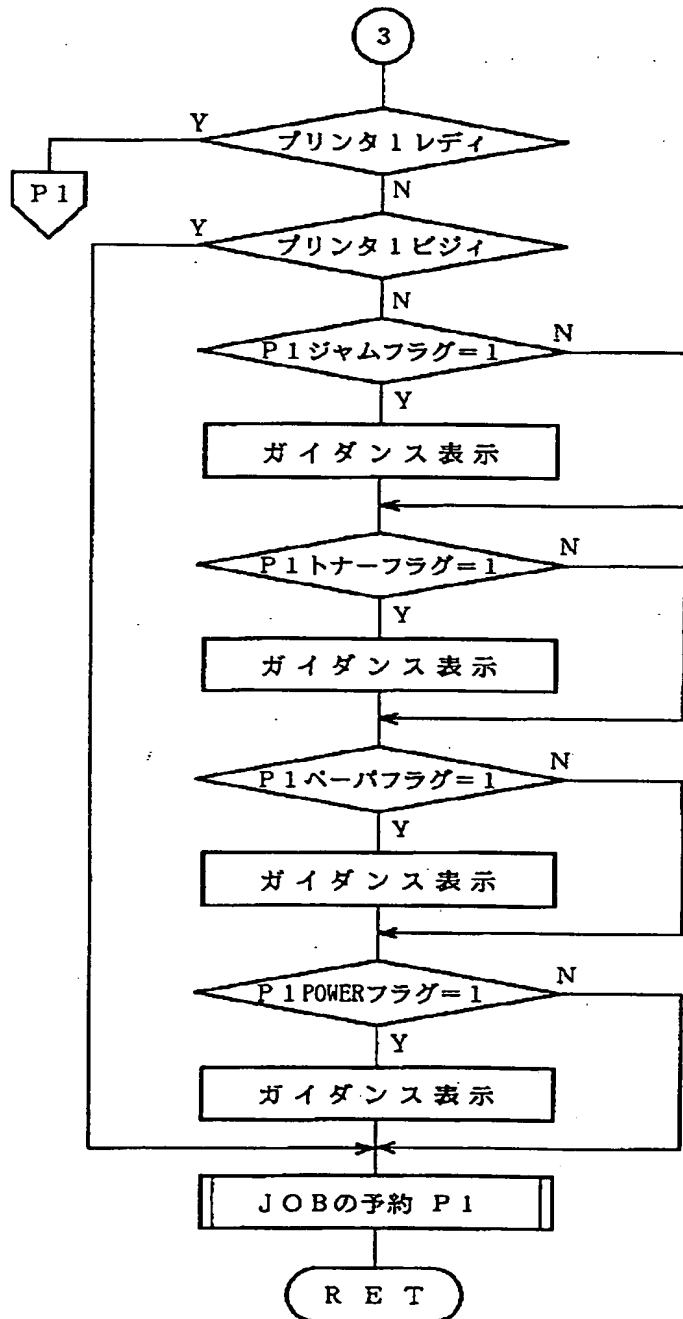 3
Y
プリンタ1レディ
P1
N
Y
プリンタ1ビジィ
N
P1ジャムフラグ=1
N
Y
ガイダンス表示
P1トナーフラグ=1
N
Y
ガイダンス表示
P1ペーパフラグ=1
N
Y
ガイダンス表示
P1POWERフラグ=1
N
Y
ガイダンス表示
JOBの予約 P1
RET